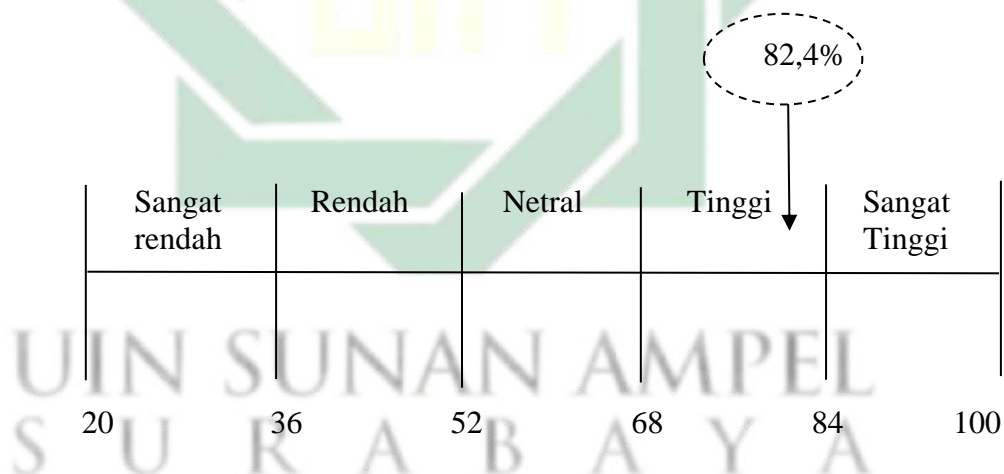 82,4%
Sangat rendah
Rendah
Netral
Tinggi
Sangat Tinggi
20 36 52 68 84 100
UIN SUNAN AMPEL
S U R A B A Y A